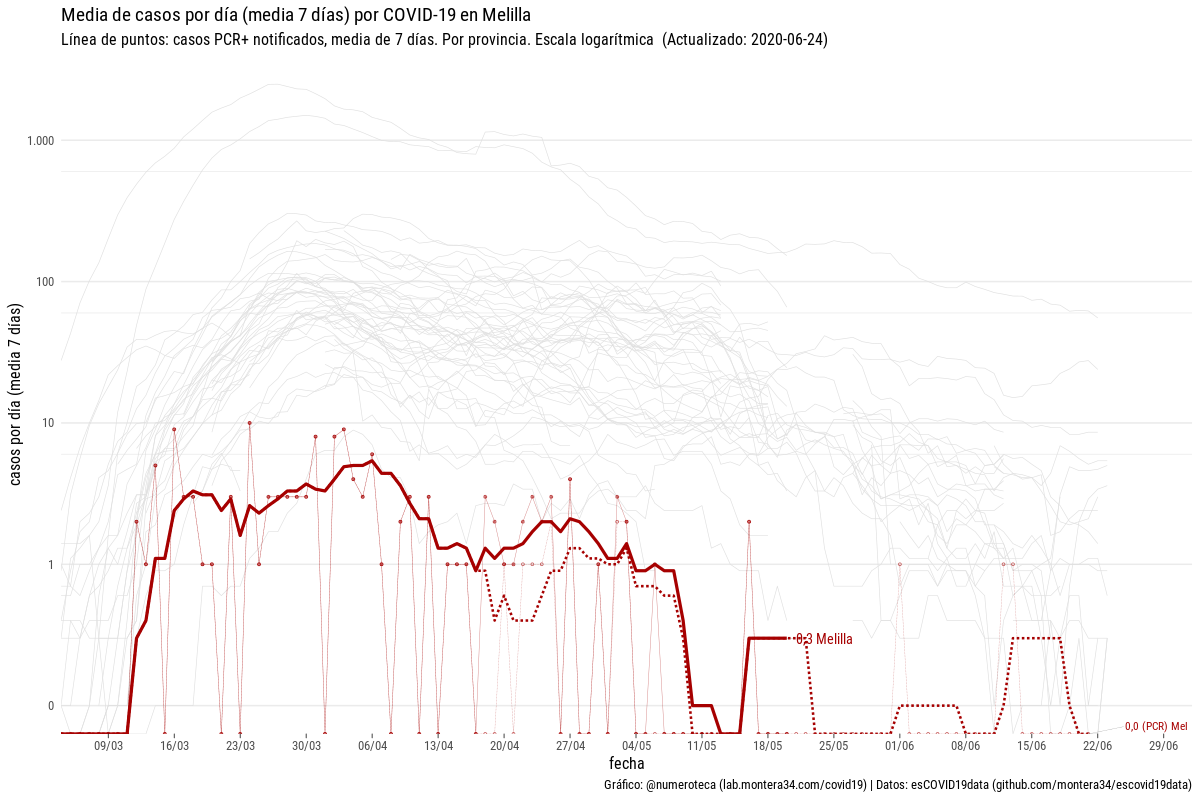 Media de casos por día (media 7 días) por COVID-19 en Melilla
Línea de puntos: casos PCR+ notificados, media de 7 días. Por provincia. Escala logarítmica (Actualizado: 2020-06-24)
casos por día (media 7 días)
1.000
100
10
1
0
0,3 Melilla
0,0 (PCR) Mel
09/03 16/03 23/03 30/03 06/04 13/04 20/04 27/04 04/05 11/05 18/05 25/05 01/06 08/06 15/06 22/06 29/06
fecha
Gráfico: @numeroteca (lab.montera34.com/covid19) | Datos: esCOVID19data (github.com/montera34/escovid19data)